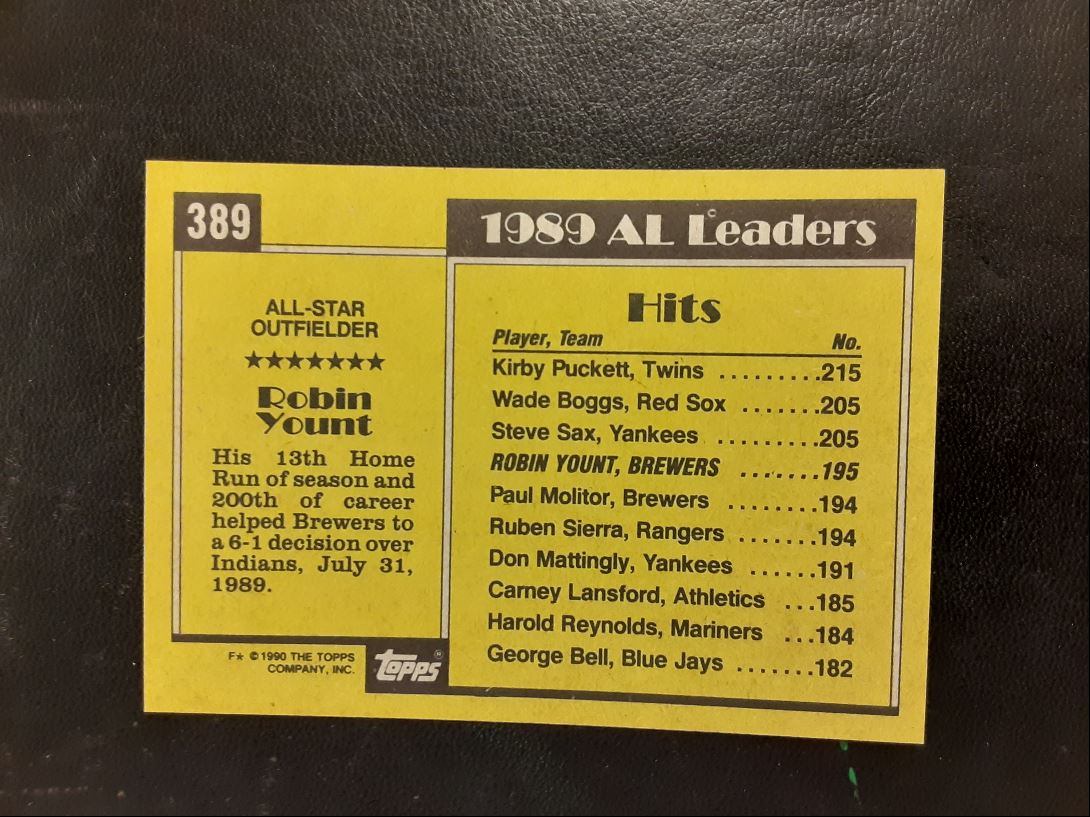 389
ALL-STAR
OUTFIELDER
★★★★★★★
Robin
Yount
His 13th Home
Run of season and
200th of career
helped Brewers to
a 6-1 decision over
Indians, July 31,
1989.
F★ ©1990 THE TOPPS
COMPANY, INC.
topps®
1989 AL Leaders
Hits
Player, Team No.
Kirby Puckett, Twins .........215
Wade Boggs, Red Sox .......205
Steve Sax, Yankees .........205
ROBIN YOUNT, BREWERS .......195
Paul Molitor, Brewers ........194
Ruben Sierra, Rangers .......194
Don Mattingly, Yankees ......191
Carney Lansford, Athletics ...185
Harold Reynolds, Mariners ...184
George Bell, Blue Jays .......182